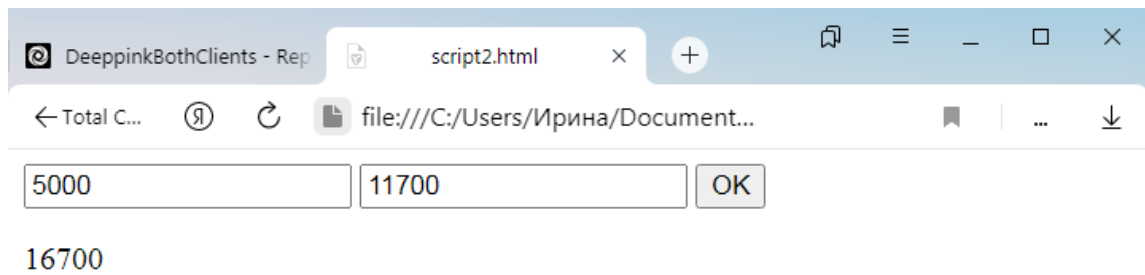 DeeppinkBothClients - Rep script2.html
Total C... Я file:///C:/Users/Ирина/Document... ...
5000 11700 OK
16700